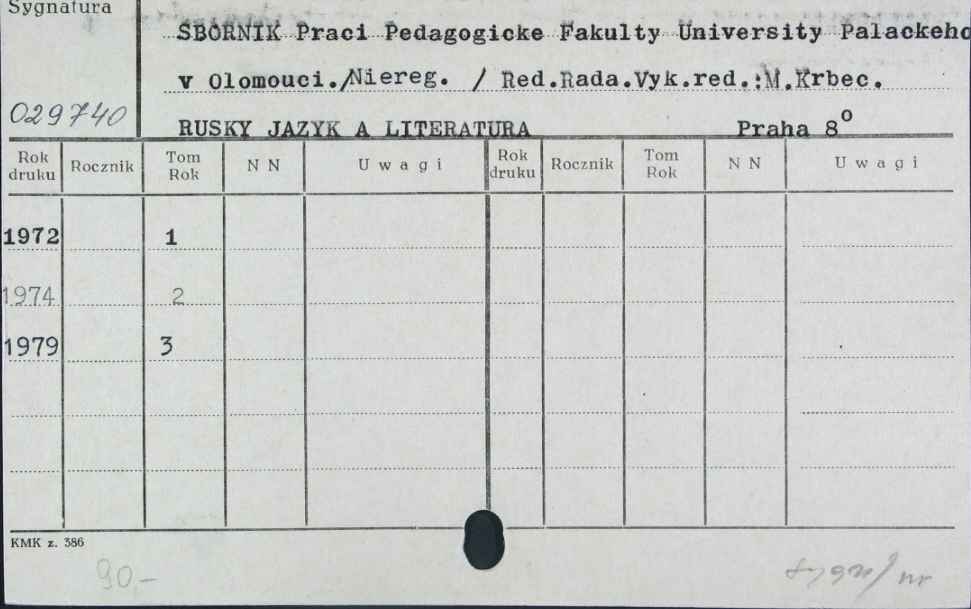 Sygnatura
SBORNIK Praci Pedagogicke Fakulty University Palackeho
v Olomouci./Niereg. / Red.Rada.Vyk.red.:M.Krbec.
029740
RUSKY JAZYK A LITERATURA Praha 8°
Rok druku Rocznik Tom Rok N N Uwagi Rok druku Rocznik Tom Rok N N Uwagi
1972 1
1974 2
1979 3
KMK z. 386
90.-